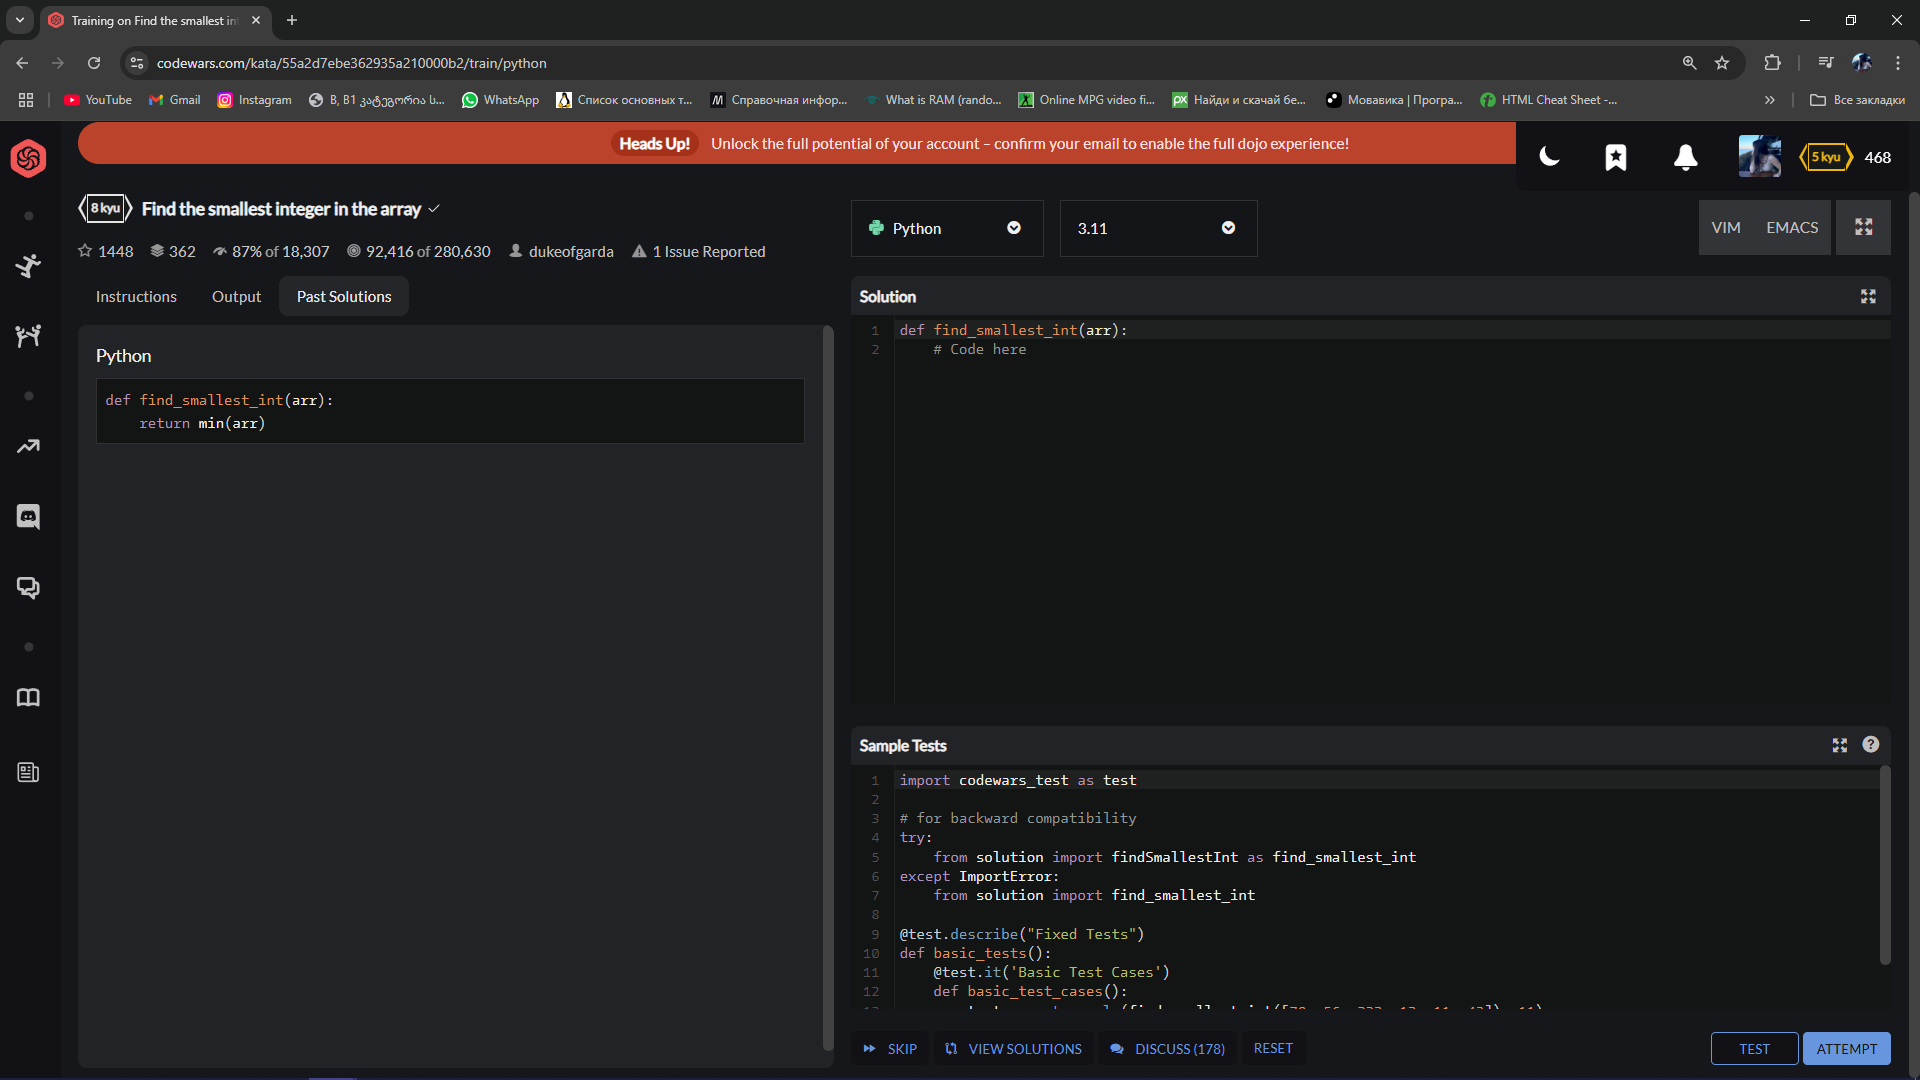 Training on Find the smallest in
codewars.com/kata/55a2d7ebe362935a210000b2/train/python
YouTube
Gmail
Instagram
B, B1 კატეგორია ს...
WhatsApp
Список основных т...
Справочная инфор...
What is RAM (rando...
Online MPG video fi...
Найди и скачай бе...
Мовавика | Програ...
HTML Cheat Sheet -...
Все закладки
Heads Up! Unlock the full potential of your account – confirm your email to enable the full dojo experience!
5 kyu 468
8 kyu Find the smallest integer in the array
1448 362 87% of 18,307 92,416 of 280,630 dukeofgarda 1 Issue Reported
Instructions Output Past Solutions
Python
def find_smallest_int(arr):
    return min(arr)
Python 3.11
VIM EMACS
Solution
1 def find_smallest_int(arr):
2     # Code here
Sample Tests
?
1 import codewars_test as test
2
3 # for backward compatibility
4 try:
5     from solution import findSmallestInt as find_smallest_int
6 except ImportError:
7     from solution import find_smallest_int
8
9 @test.describe("Fixed Tests")
10 def basic_tests():
11     @test.it('Basic Test Cases')
12     def basic_test_cases():
SKIP VIEW SOLUTIONS DISCUSS (178) RESET
TEST ATTEMPT